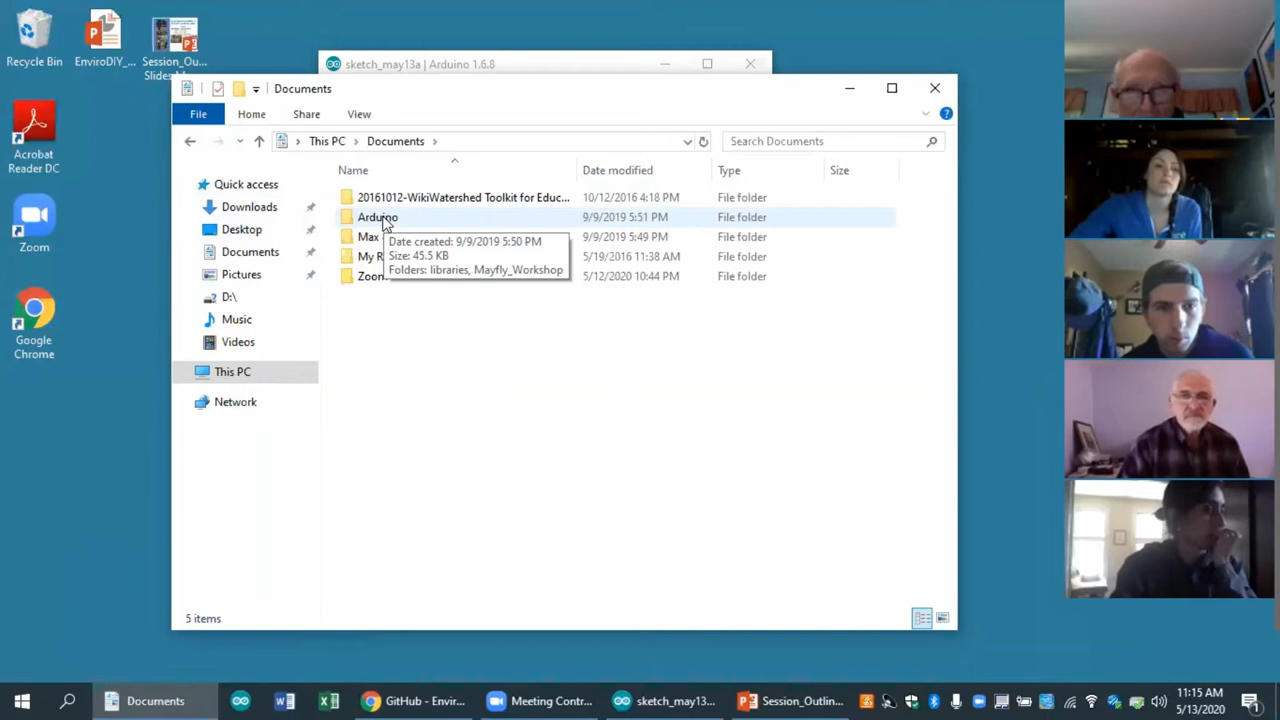 Recycle Bin
EnviroDIY_...
Session_Ou...
Slides M...
Acrobat
Reader DC
Zoom
Google
Chrome
sketch_may13a | Arduino 1.6.8
Documents
File Home Share View
This PC > Documents >
Search Documents
Name Date modified Type Size
Quick access
Downloads
Desktop
Documents
Pictures
D:\
Music
Videos
This PC
Network
20161012-WikiWatershed Toolkit for Educ... 10/12/2016 4:18 PM File folder
Arduino 9/9/2019 5:51 PM File folder
Max 9/9/2019 5:49 PM File folder
My R 5/19/2016 11:38 AM File folder
Zoom 5/12/2020 10:44 PM File folder
Date created: 9/9/2019 5:50 PM
Size: 45.5 KB
Folders: libraries, Mayfly_Workshop
5 items
Documents
GitHub - Envir...
Meeting Contr...
sketch_may13...
Session_Outlin...
11:15 AM
5/13/2020